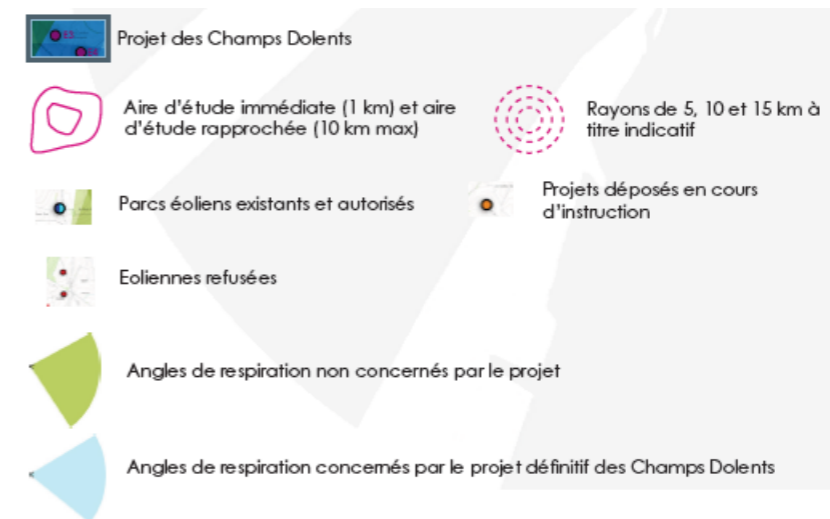 Projet des Champs Dolents
Aire d'étude immédiate (1 km) et aire
d'étude rapprochée (10 km max)
Rayons de 5, 10 et 15 km à
titre indicatif
Parcs éoliens existants et autorisés
Projets déposés en cours
d'instruction
Eoliennes refusées
Angles de respiration non concernés par le projet
Angles de respiration concernés par le projet définitif des Champs Dolents